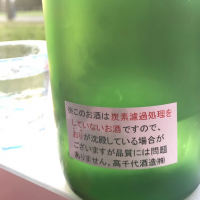 ※このお酒は炭素濾過処理を
していないお酒ですので、
おりが沈殿している場合が
ございますが品質には問題
ありません。高千代酒造㈱